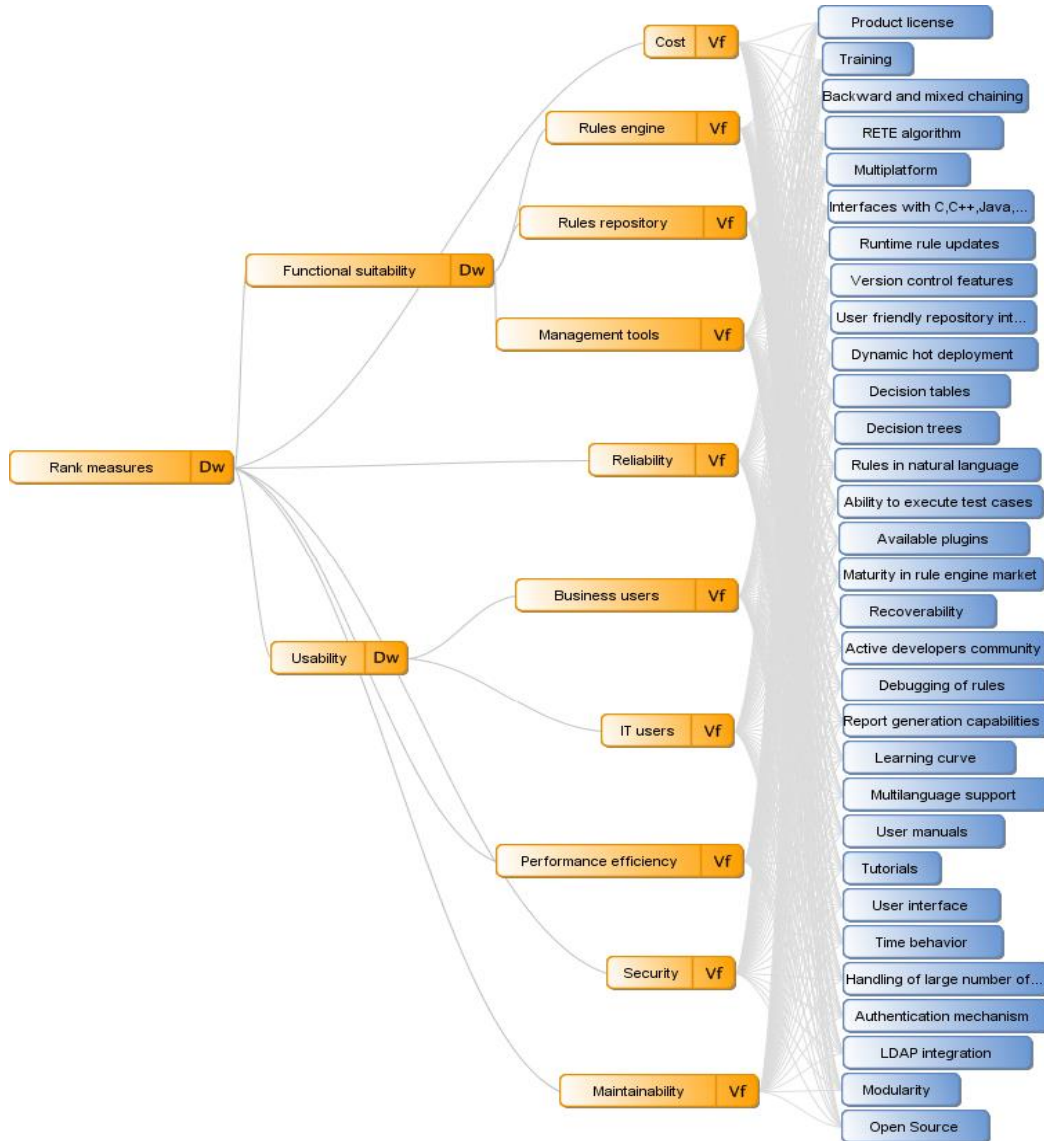 Cost Vf
Rules engine Vf
Rules repository Vf
Functional suitability Dw
Management tools Vf
Rank measures Dw
Reliability Vf
Business users Vf
Usability Dw
IT users Vf
Performance efficiency Vf
Security Vf
Maintainability Vf
Product license
Training
Backward and mixed chaining
RETE algorithm
Multiplatform
Interfaces with C,C++,Java,...
Runtime rule updates
Version control features
User friendly repository int...
Dynamic hot deployment
Decision tables
Decision trees
Rules in natural language
Ability to execute test cases
Available plugins
Maturity in rule engine market
Recoverability
Active developers community
Debugging of rules
Report generation capabilities
Learning curve
Multilanguage support
User manuals
Tutorials
User interface
Time behavior
Handling of large number of...
Authentication mechanism
LDAP integration
Modularity
Open Source